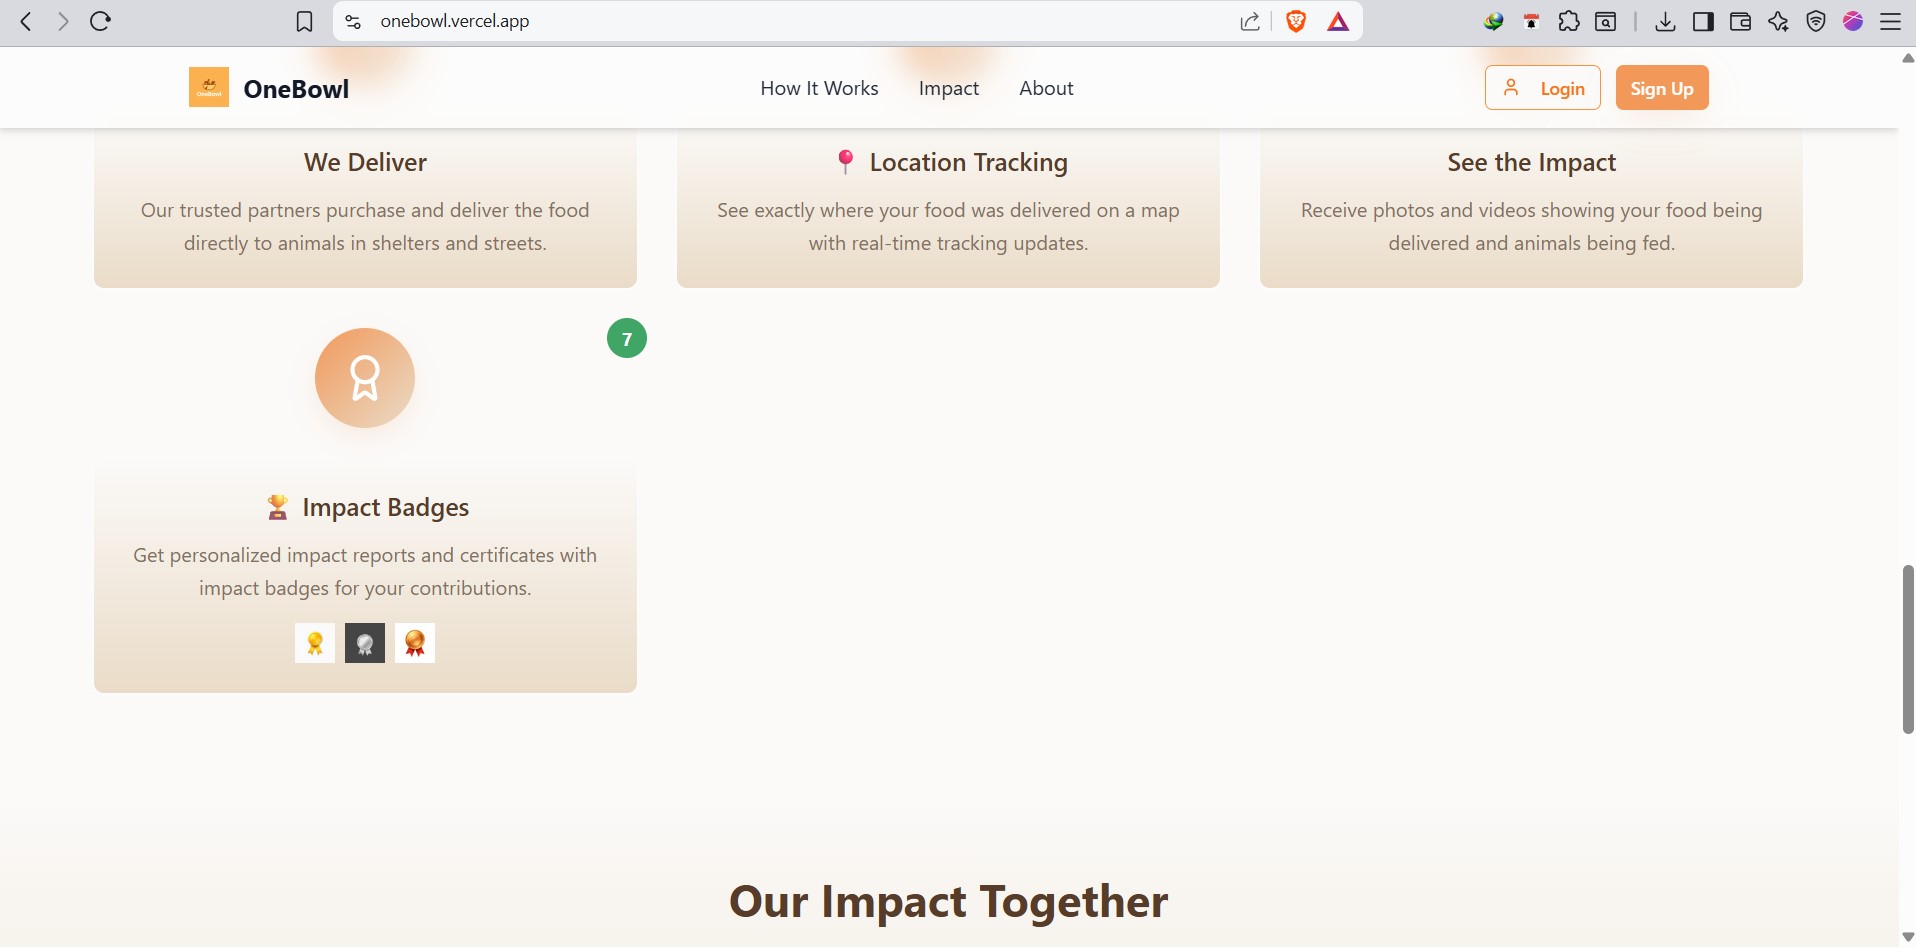 onebowl.vercel.app
OneBowl
How It Works
Impact
About
Login
Sign Up
We Deliver
Our trusted partners purchase and deliver the food
directly to animals in shelters and streets.
Location Tracking
See exactly where your food was delivered on a map
with real-time tracking updates.
See the Impact
Receive photos and videos showing your food being
delivered and animals being fed.
7
Impact Badges
Get personalized impact reports and certificates with
impact badges for your contributions.
Our Impact Together